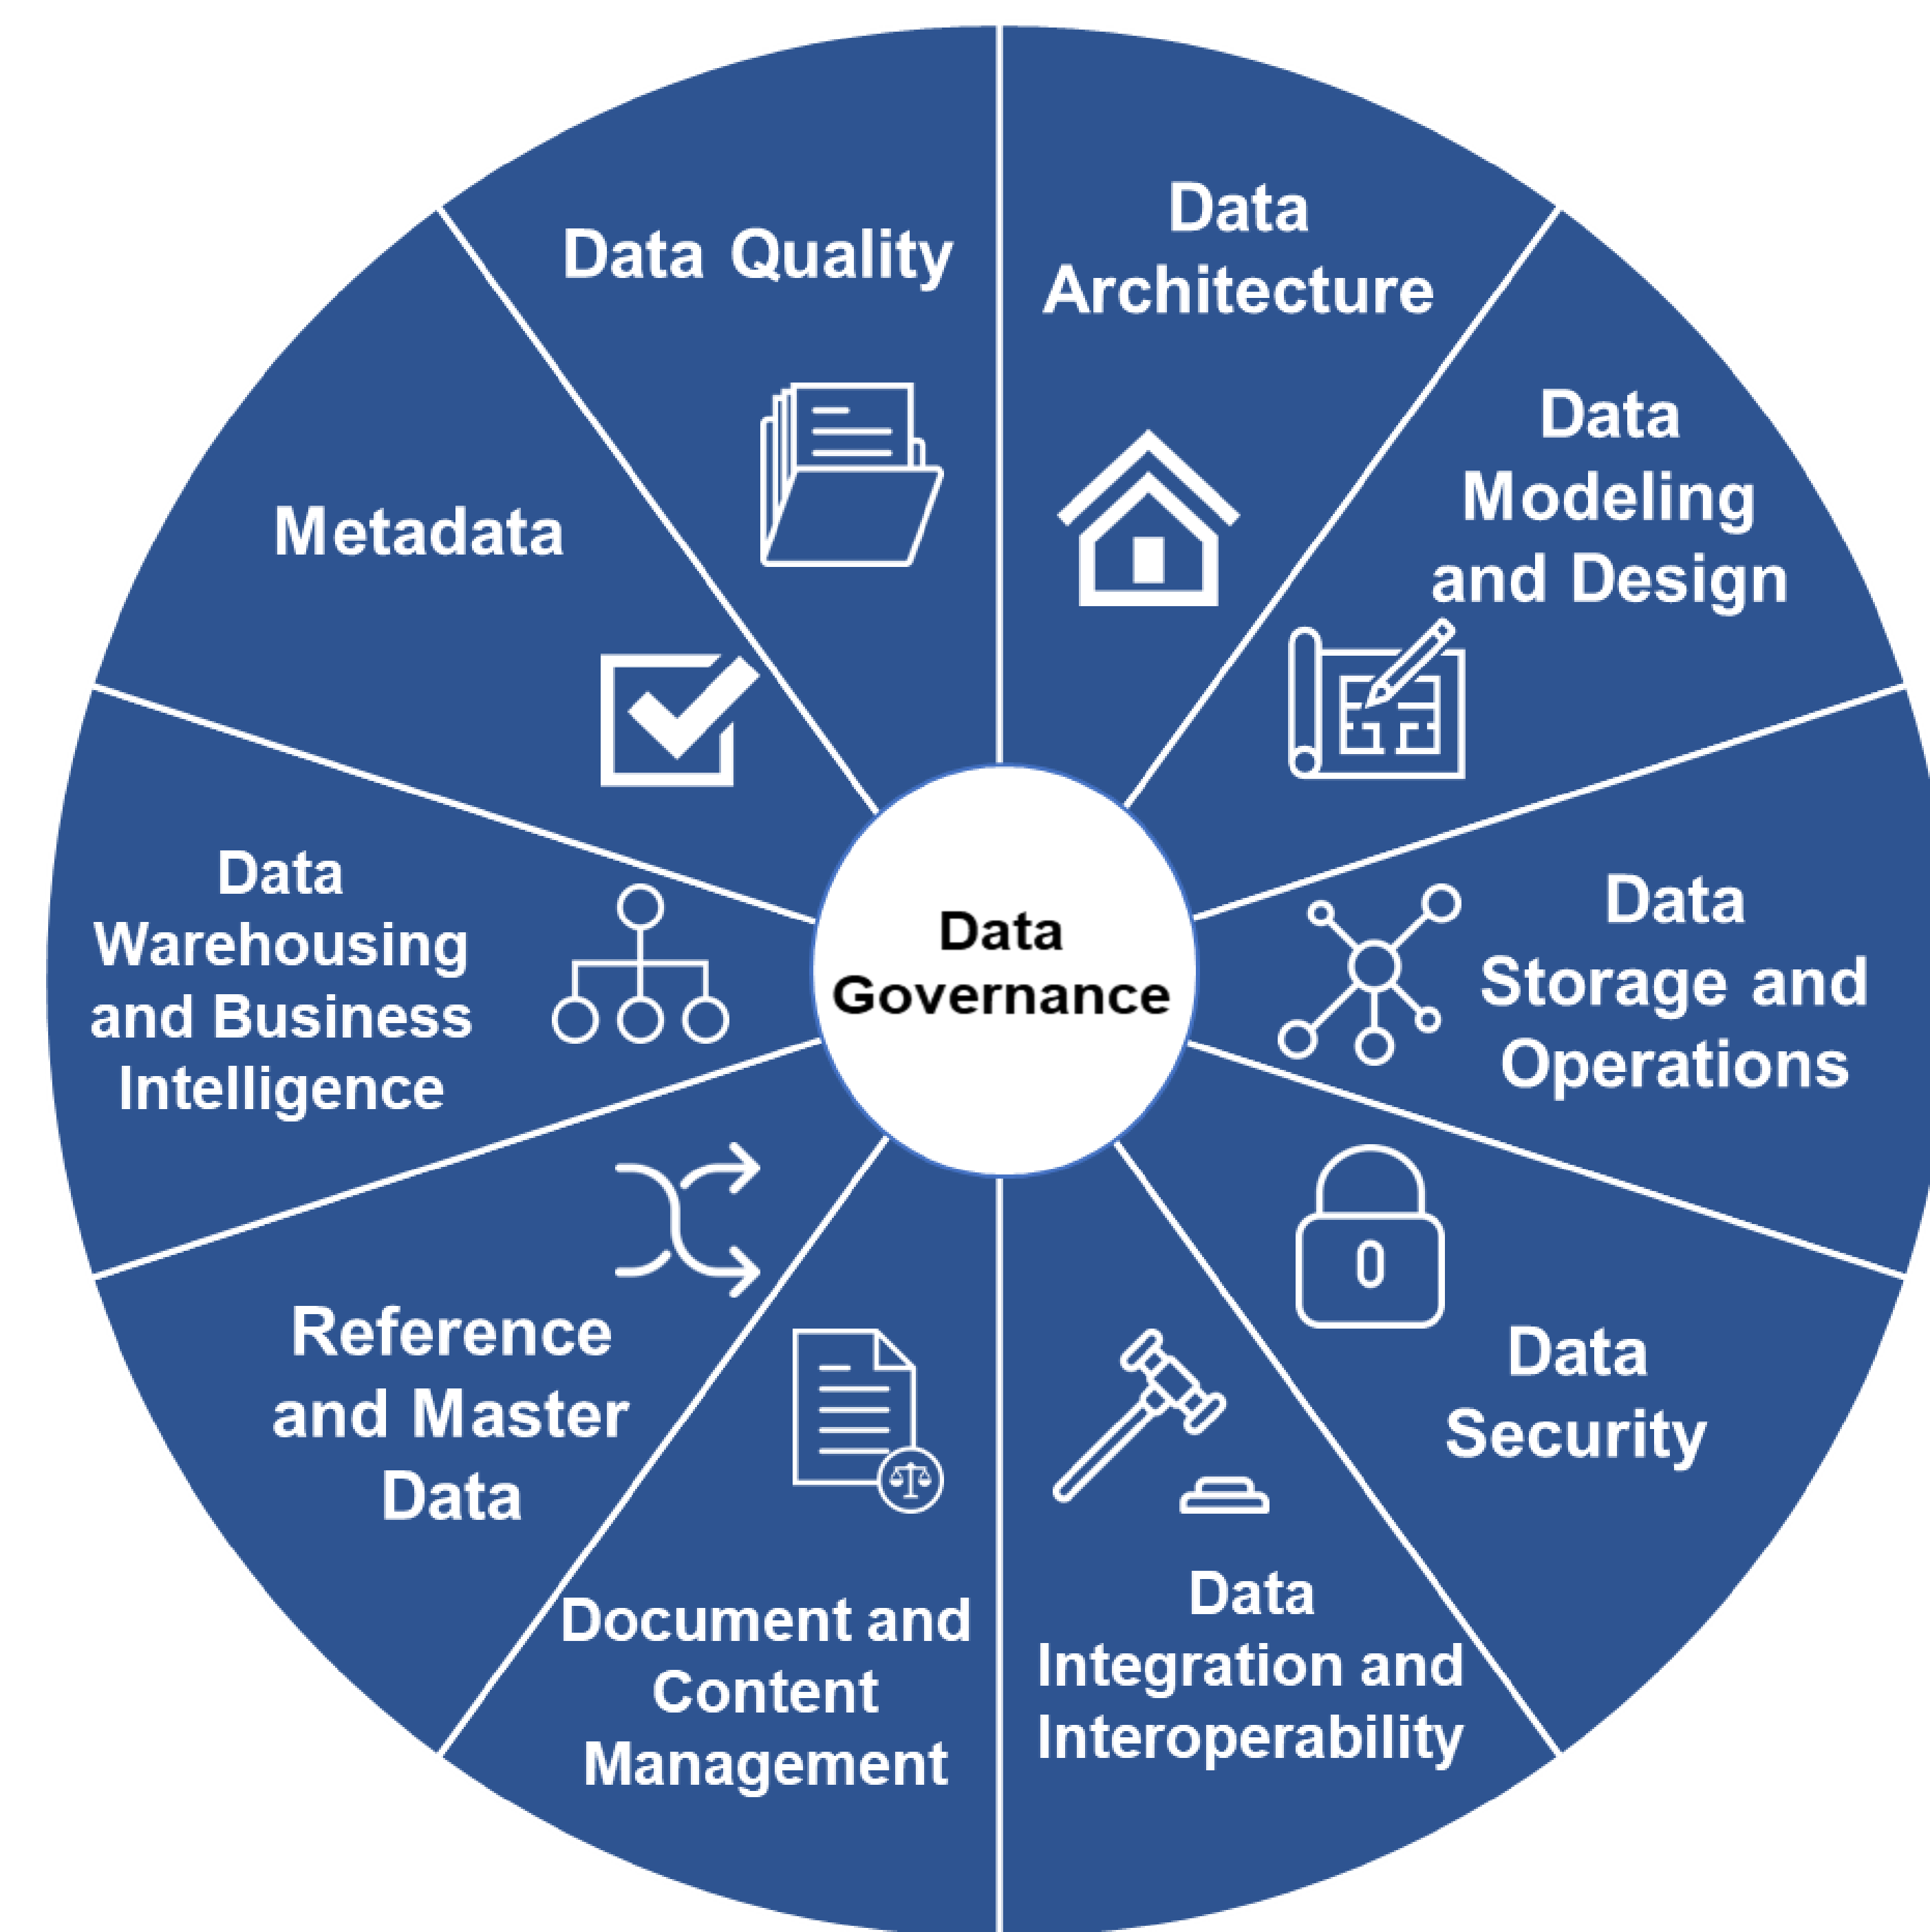 Data Quality
Data
Architecture
Data
Modeling
and Design
Metadata
Data
Warehousing
and Business
Intelligence
Data
Governance
Data
Storage and
Operations
Reference
and Master
Data
Data
Security
Document and
Content
Management
Data
Integration and
Interoperability